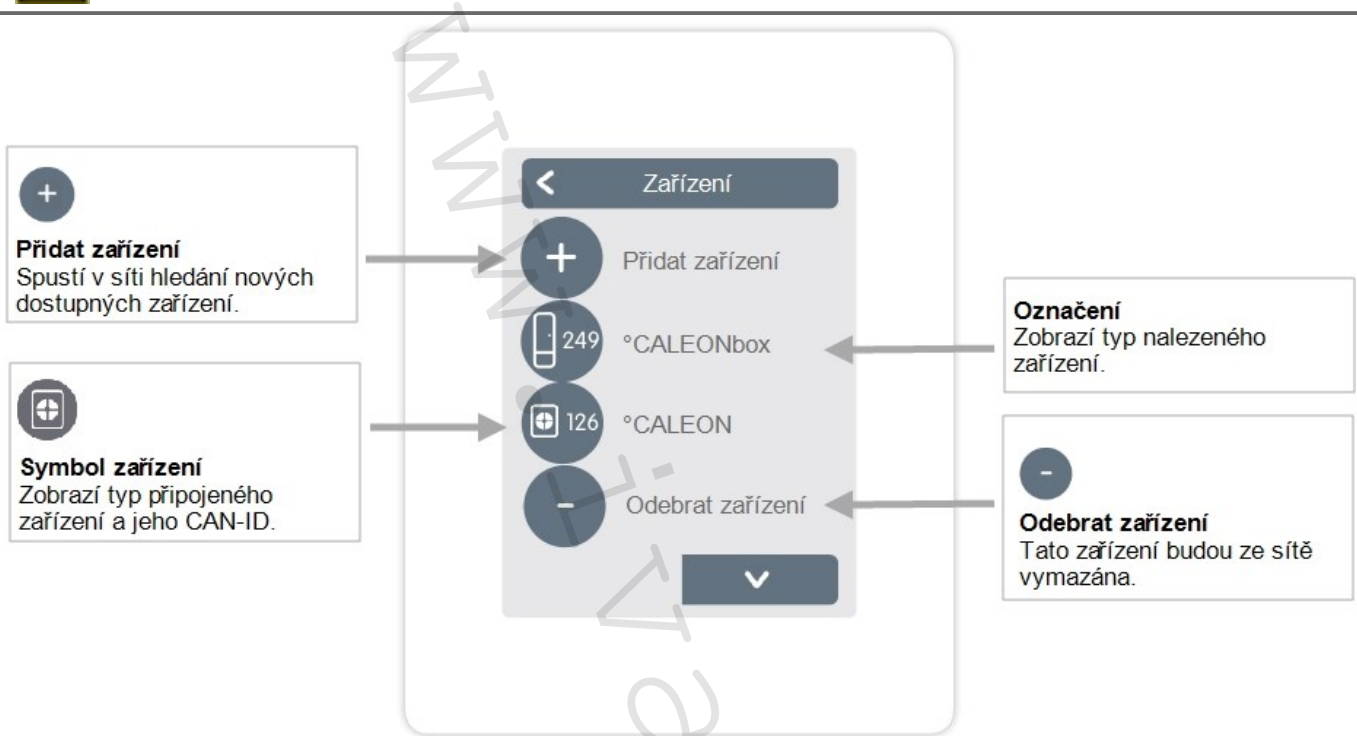 +
Přidat zařízení
Spustí v síti hledání nových
dostupných zařízení.
Symbol zařízení
Zobrazí typ připojeného
zařízení a jeho CAN-ID.
Zařízení
+
Přidat zařízení
249
°CALEONbox
126
°CALEON
-
Odebrat zařízení
Označení
Zobrazí typ nalezeného
zařízení.
-
Odebrat zařízení
Tato zařízení budou ze sítě
vymazána.
www.iva